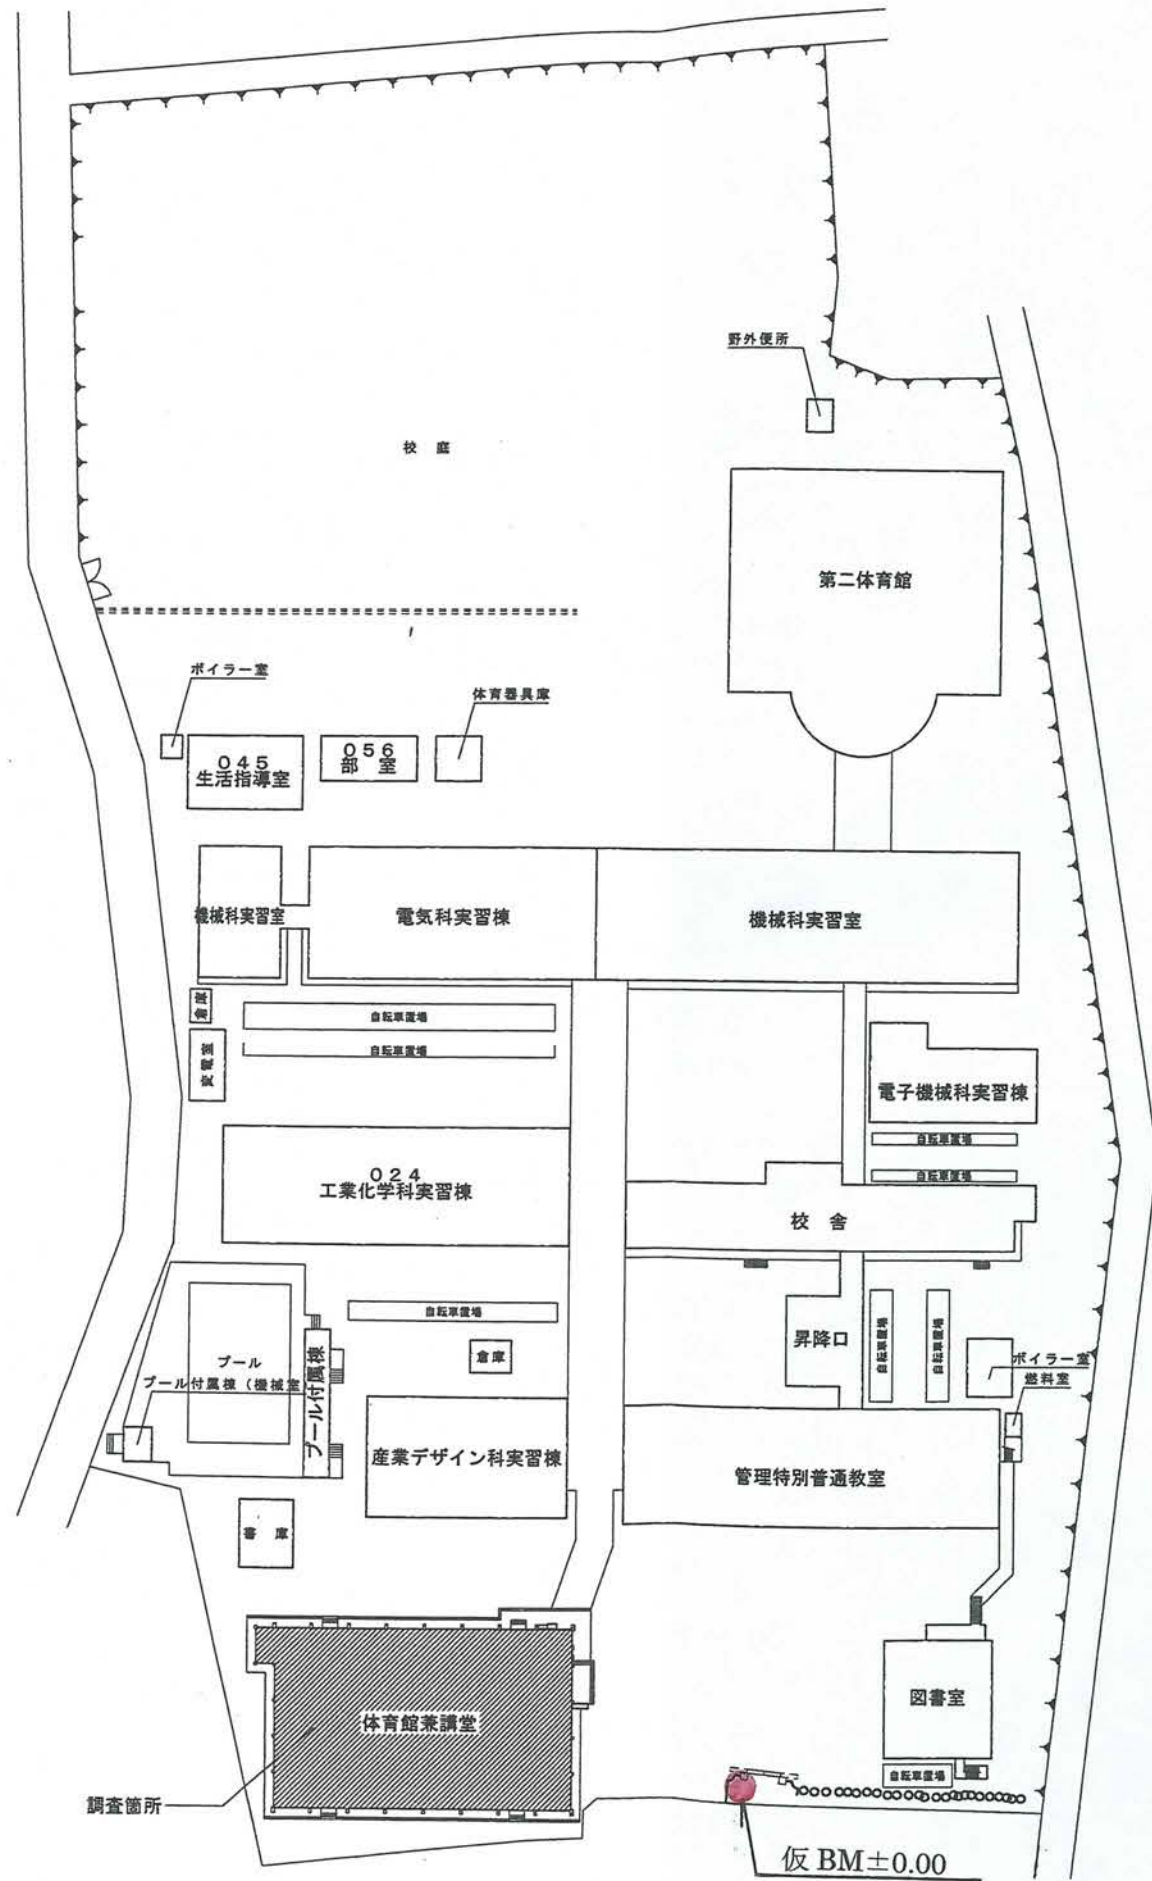 野外便所
校 庭
第二体育館
ボイラー室
体育器具庫
045
生活指導室
056
部 室
機械科実習室
電気科実習棟
機械科実習室
倉庫
自転車置場
自転車置場
変電室
電子機械科実習棟
自転車置場
自転車置場
024
工業化学科実習棟
校 舎
自転車置場
倉庫
昇降口
自転車置場
自転車置場
ボイラー室
燃料室
プール
プール付属棟（機械室
プール付属棟
産業デザイン科実習棟
管理特別普通教室
書 庫
図書室
体育館兼講堂
自転車置場
調査箇所
仮 BM±0.00